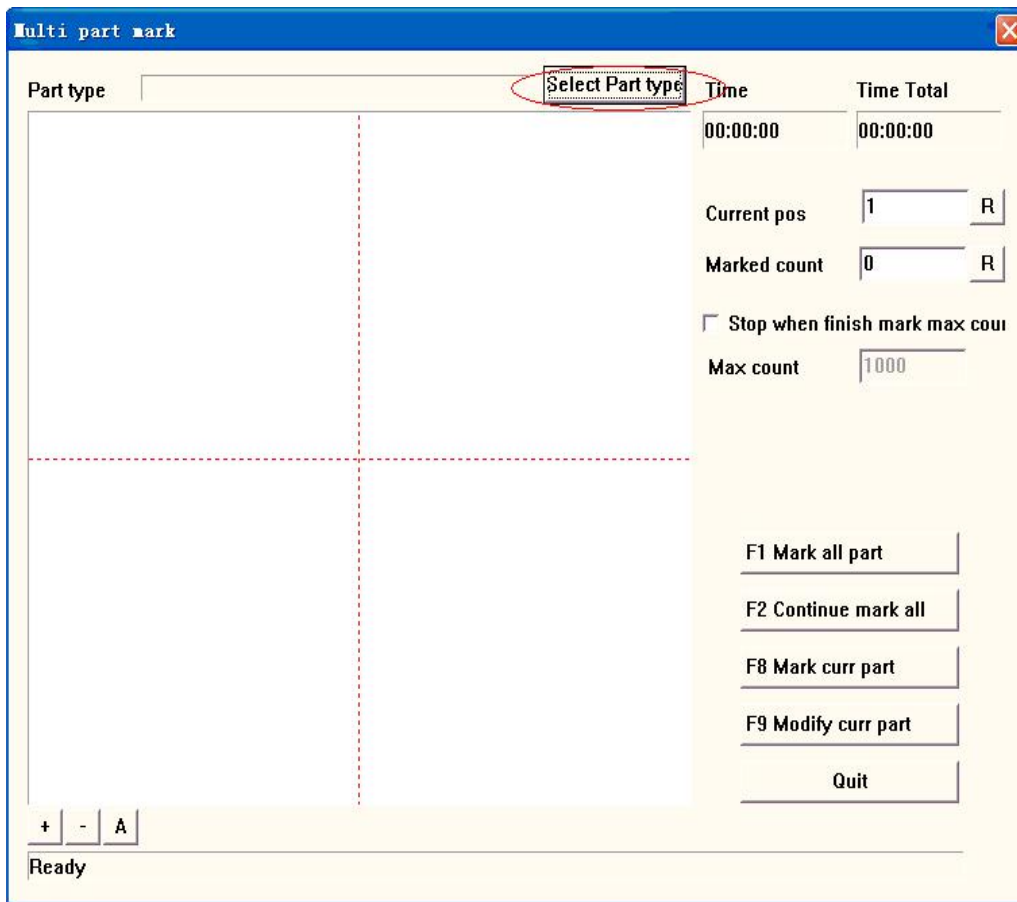 Multi part mark
Part type
Select Part type
Time
Time Total
00:00:00
00:00:00
Current pos
1
R
Marked count
0
R
Stop when finish mark max cour
Max count
1000
F1 Mark all part
F2 Continue mark all
F8 Mark curr part
F9 Modify curr part
Quit
+
-
A
Ready